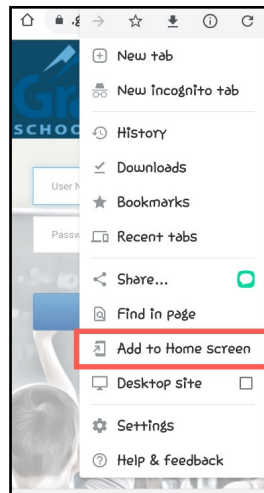 New tab
New incognito tab
Gra
SCHOO
History
Downloads
User N
Bookmarks
Passw
Recent tabs
Share...
Find in page
Add to Home screen
Desktop site
Settings
Help & feedback